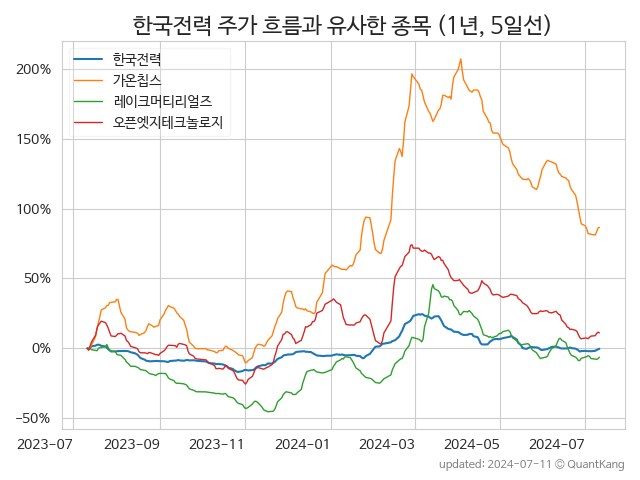 한국전력 주가 흐름과 유사한 종목 (1년, 5일선)
한국전력
가온칩스
레이크머티리얼즈
오픈엣지테크놀로지
200%
150%
100%
50%
0%
−50%
2023−07 2023−09 2023−11 2024−01 2024−03 2024−05 2024−07
updated: 2024-07-11 © QuantKang